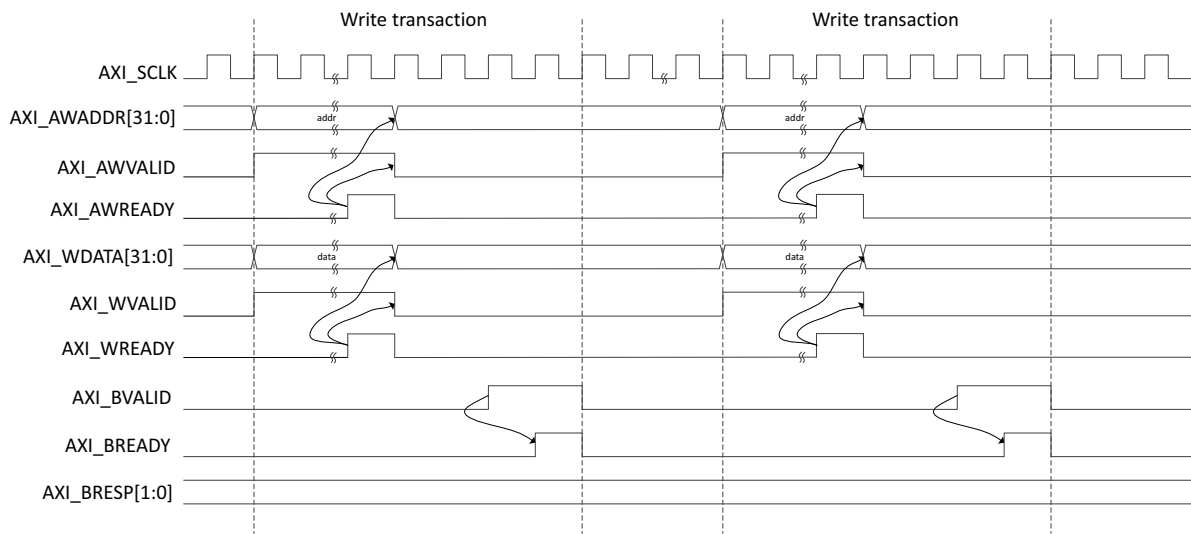 Write transaction Write transaction
AXI_SCLK
AXI_AWADDR[31:0] addr addr
AXI_AWVALID
AXI_AWREADY
AXI_WDATA[31:0] data data
AXI_WVALID
AXI_WREADY
AXI_BVALID
AXI_BREADY
AXI_BRESP[1:0]